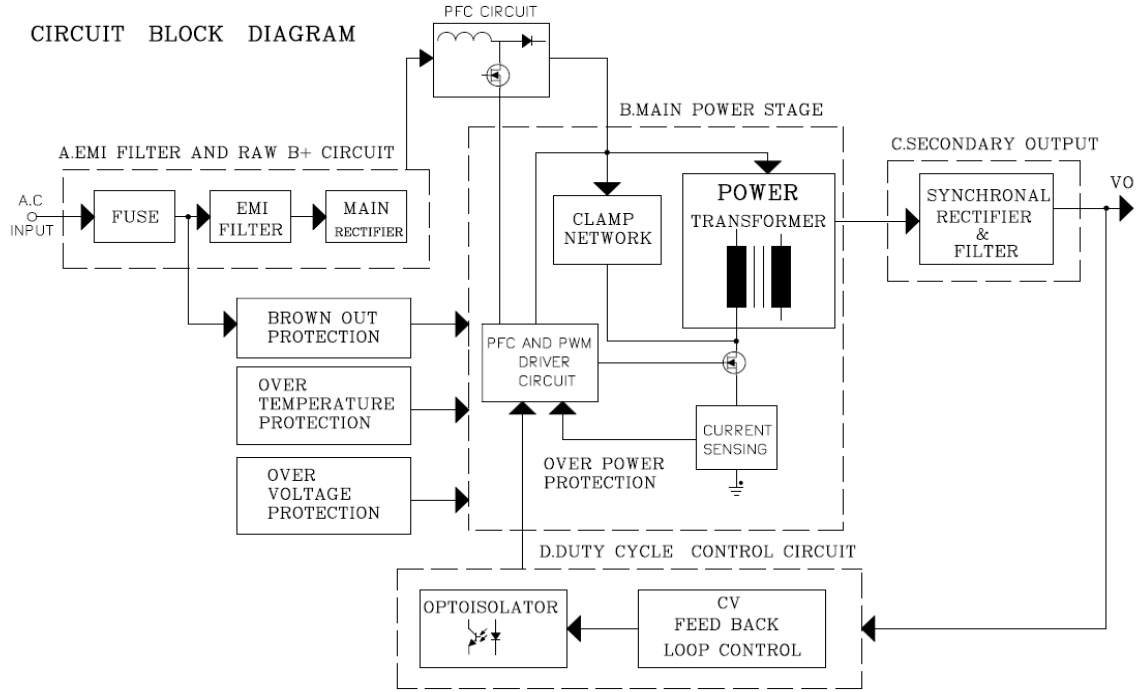 PFC CIRCUIT
CIRCUIT BLOCK DIAGRAM
B.MAIN POWER STAGE
A.EMI FILTER AND RAW B+ CIRCUIT
C.SECONDARY OUTPUT
A.C
INPUT
FUSE
EMI
FILTER
MAIN
RECTIFIER
CLAMP
NETWORK
POWER
TRANSFORMER
SYNCHRONAL
RECTIFIER
&
FILTER
VO
BROWN OUT
PROTECTION
PFC AND PWM
DRIVER
CIRCUIT
OVER
TEMPERATURE
PROTECTION
CURRENT
SENSING
OVER POWER
PROTECTION
OVER
VOLTAGE
PROTECTION
D.DUTY CYCLE CONTROL CIRCUIT
OPTOISOLATOR
CV
FEED BACK
LOOP CONTROL